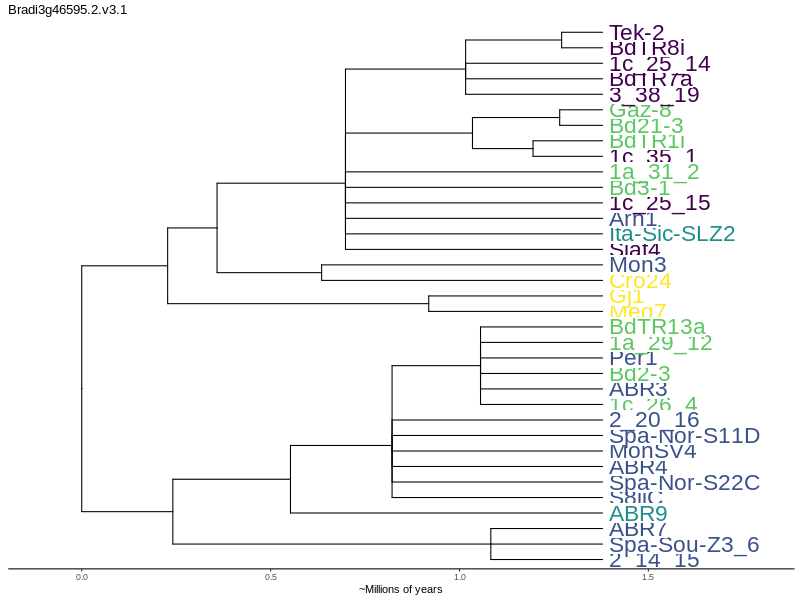 Bradi3g46595.2.v3.1
Tek-2
BdTR8i
1c_25_14
BdTR7a
3_38_19
Gaz-8
Bd21-3
BdTR1i
1c_35_1
1a_31_2
Bd3-1
1c_25_15
Arn1
Ita-Sic-SLZ2
Sigf4
Mon3
Cro24
Gj1
Meg7
BdTR13a
1a_29_12
Per1
Bd2-3
ABR3
1c_26_4
2_20_16
Spa-Nor-S11D
MonSV4
ABR4
Spa-Nor-S22C
S8iiC
ABR9
ABR7
Spa-Sou-Z3_6
2_14_15
0.0 0.5 1.0 1.5
~Millions of years